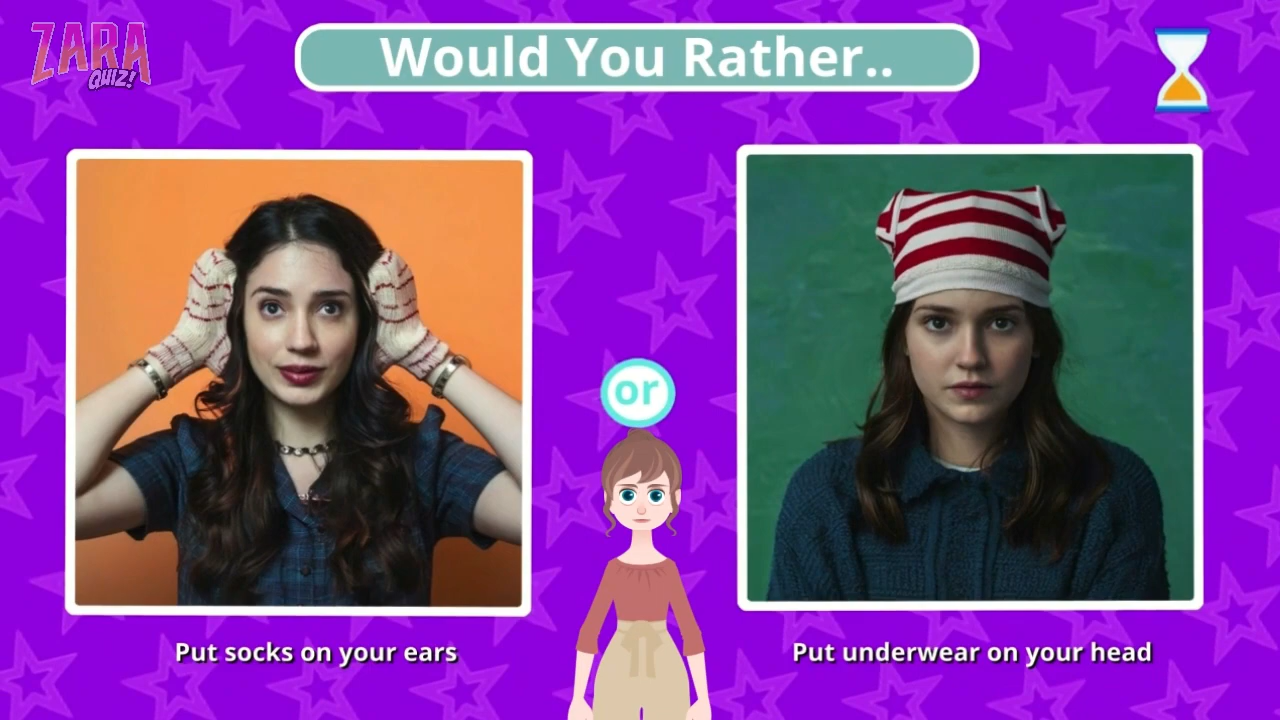 ZARA
QUIZ!
Would You Rather..
or
Put socks on your ears
Put underwear on your head